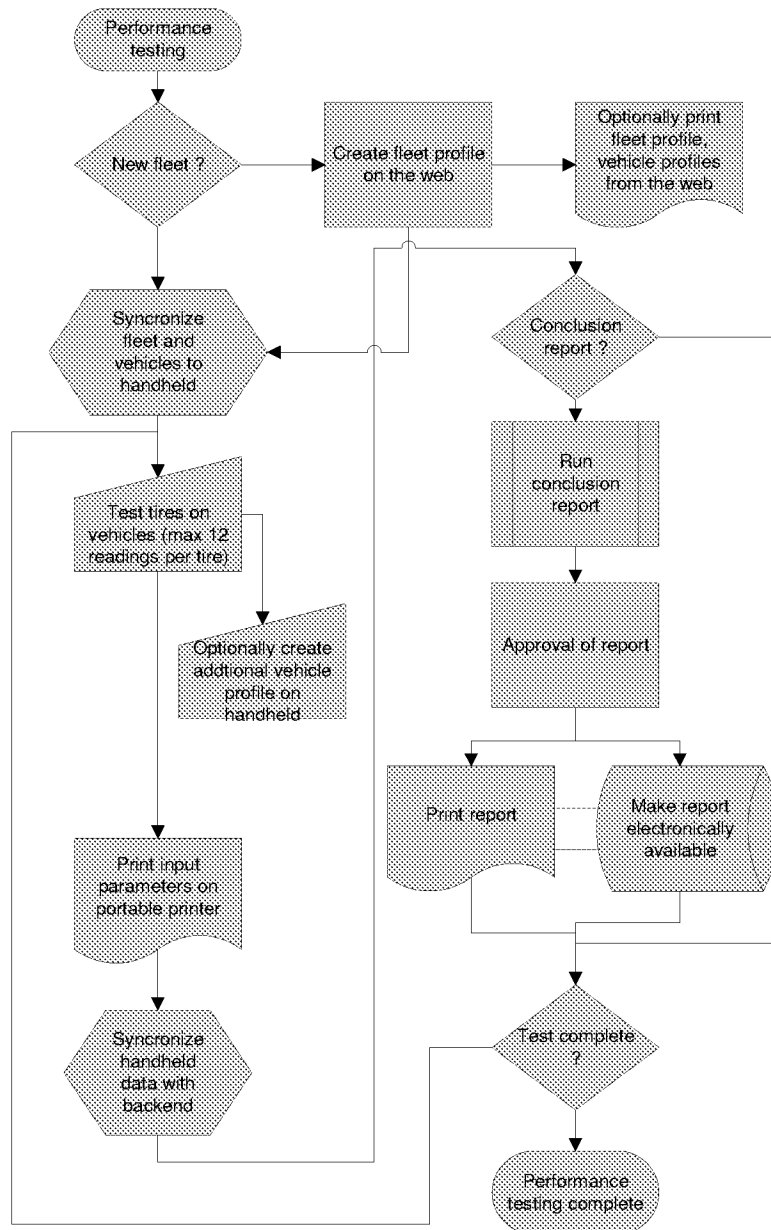 Performance
testing
New fleet ?
Create fleet profile
on the web
Optionally print
fleet profile,
vehicle profiles
from the web
Syncronize
fleet and
vehicles to
handheld
Conclusion
report ?
Test tires on
vehicles (max 12
readings per tire)
Run
conclusion
report
Optionally create
addtional vehicle
profile on
handheld
Approval of report
Print report
Make report
electronically
available
Print input
parameters on
portable printer
Syncronize
handheld
data with
backend
Test complete
?
Performance
testing complete